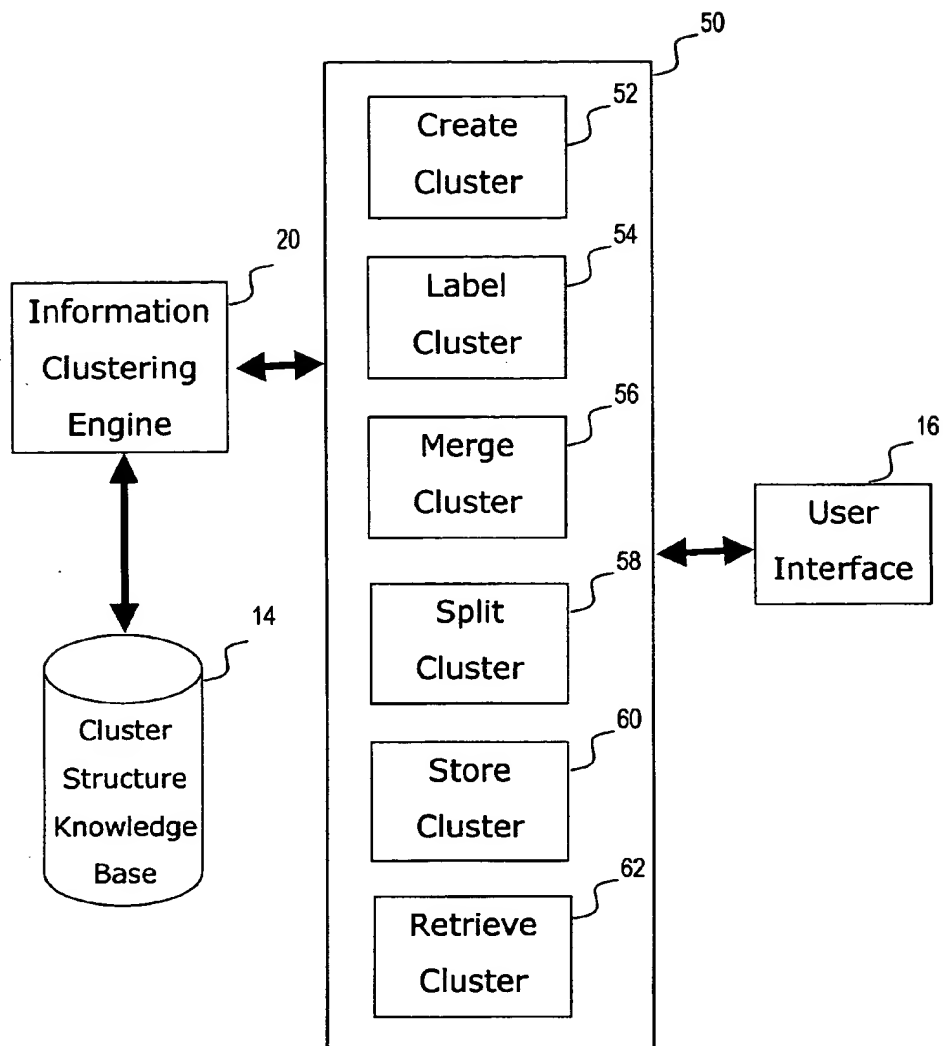 50
Create
Cluster
52
20
Information
Clustering
Engine
Label
Cluster
54
Merge
Cluster
56
16
User
Interface
Split
Cluster
58
14
Cluster
Structure
Knowledge
Base
Store
Cluster
60
Retrieve
Cluster
62